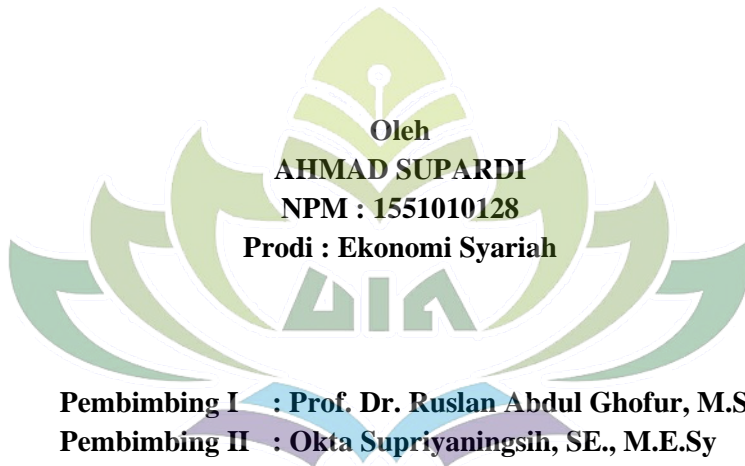 Oleh
AHMAD SUPARDI
NPM : 1551010128
Prodi : Ekonomi Syariah
UIN
Pembimbing I : Prof. Dr. Ruslan Abdul Ghofur, M.S
Pembimbing II : Okta Supriyaningsih, SE., M.E.Sy